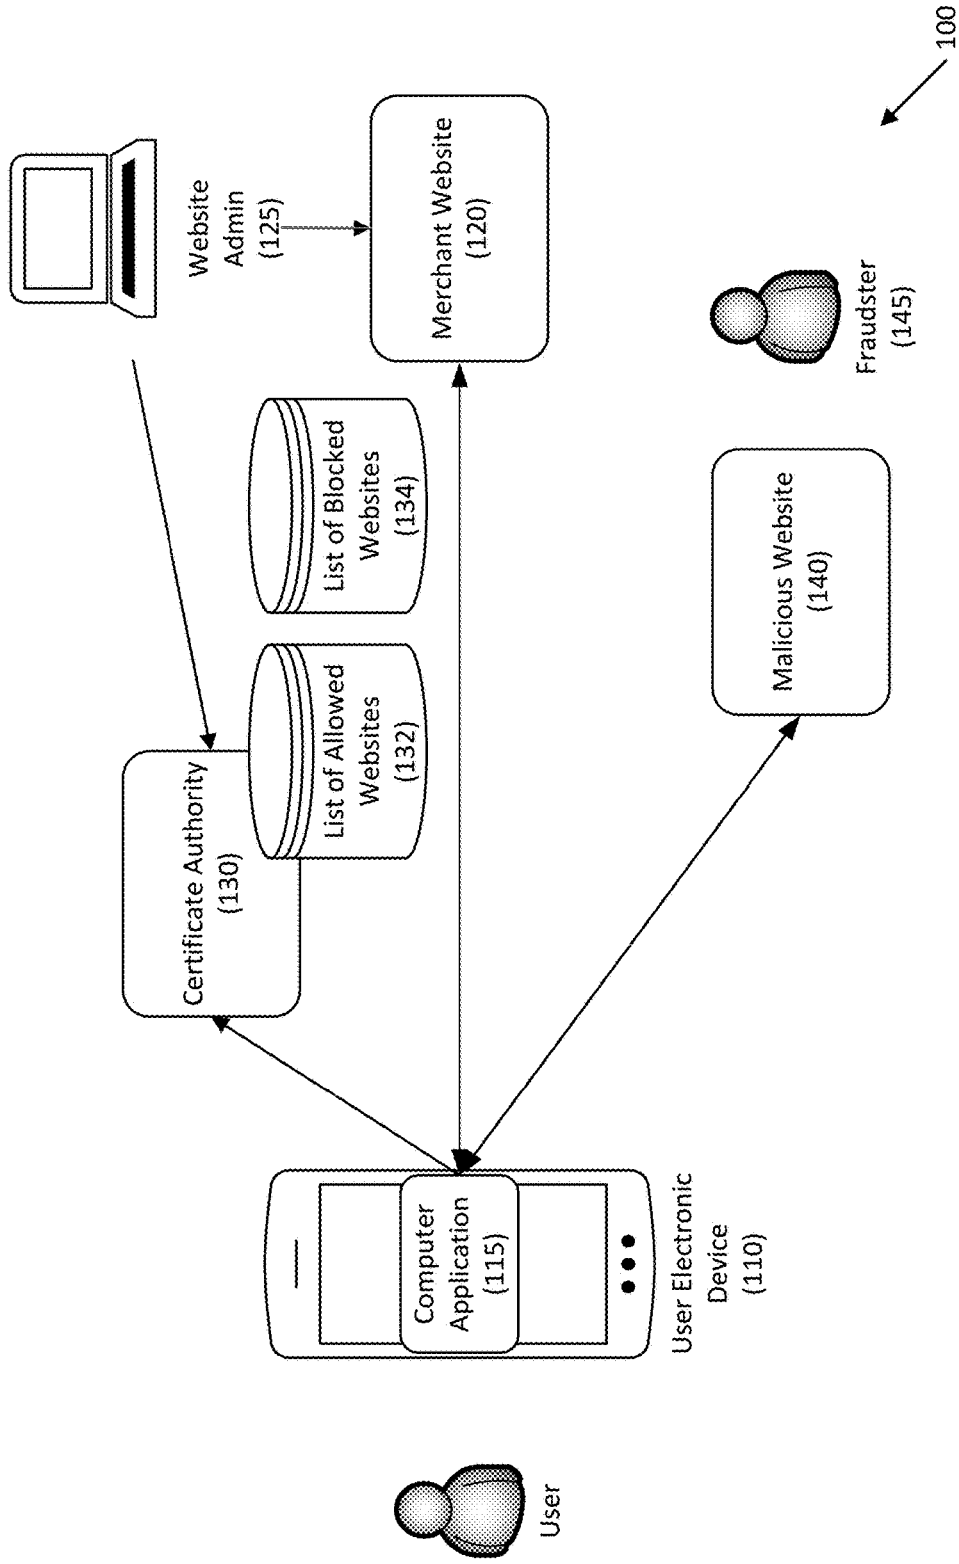 Website
Admin
(125)
Certificate Authority
(130)
List of Allowed
Websites
(132)
List of Blocked
Websites
(134)
Merchant Website
(120)
Computer
Application
(115)
User Electronic
Device
(110)
User
Malicious Website
(140)
Fraudster
(145)
100